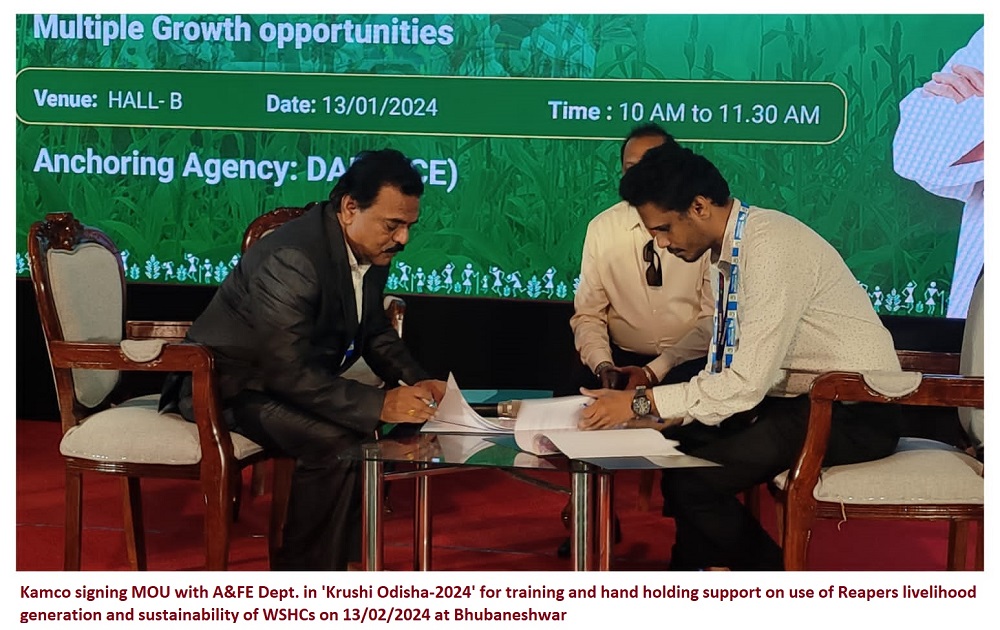 Multiple Growth opportunities
Venue: HALL- B Date: 13/01/2024 Time : 10 AM to 11.30 AM
Anchoring Agency: CE)
Kamco signing MOU with A&FE Dept. in 'Krushi Odisha-2024' for training and hand holding support on use of Reapers livelihood
generation and sustainability of WSHCs on 13/02/2024 at Bhubaneshwar